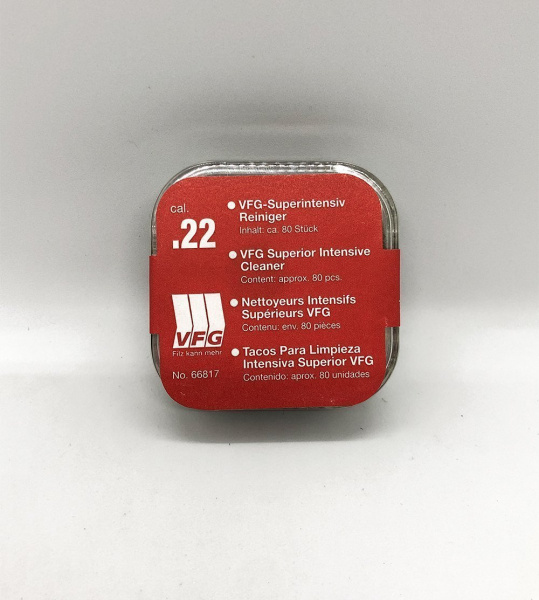 cal.
.22
VFG
Filz kann mehr
No. 66817
VFG-Superintensiv
Reiniger
Inhalt: ca. 80 Stück
VFG Superior Intensive
Cleaner
Content: approx. 80 pcs.
Nettoyeurs Intensifs
Supérieurs VFG
Contenu: env. 80 pièces
Tacos Para Limpieza
Intensiva Superior VFG
Contenido: aprox. 80 unidades